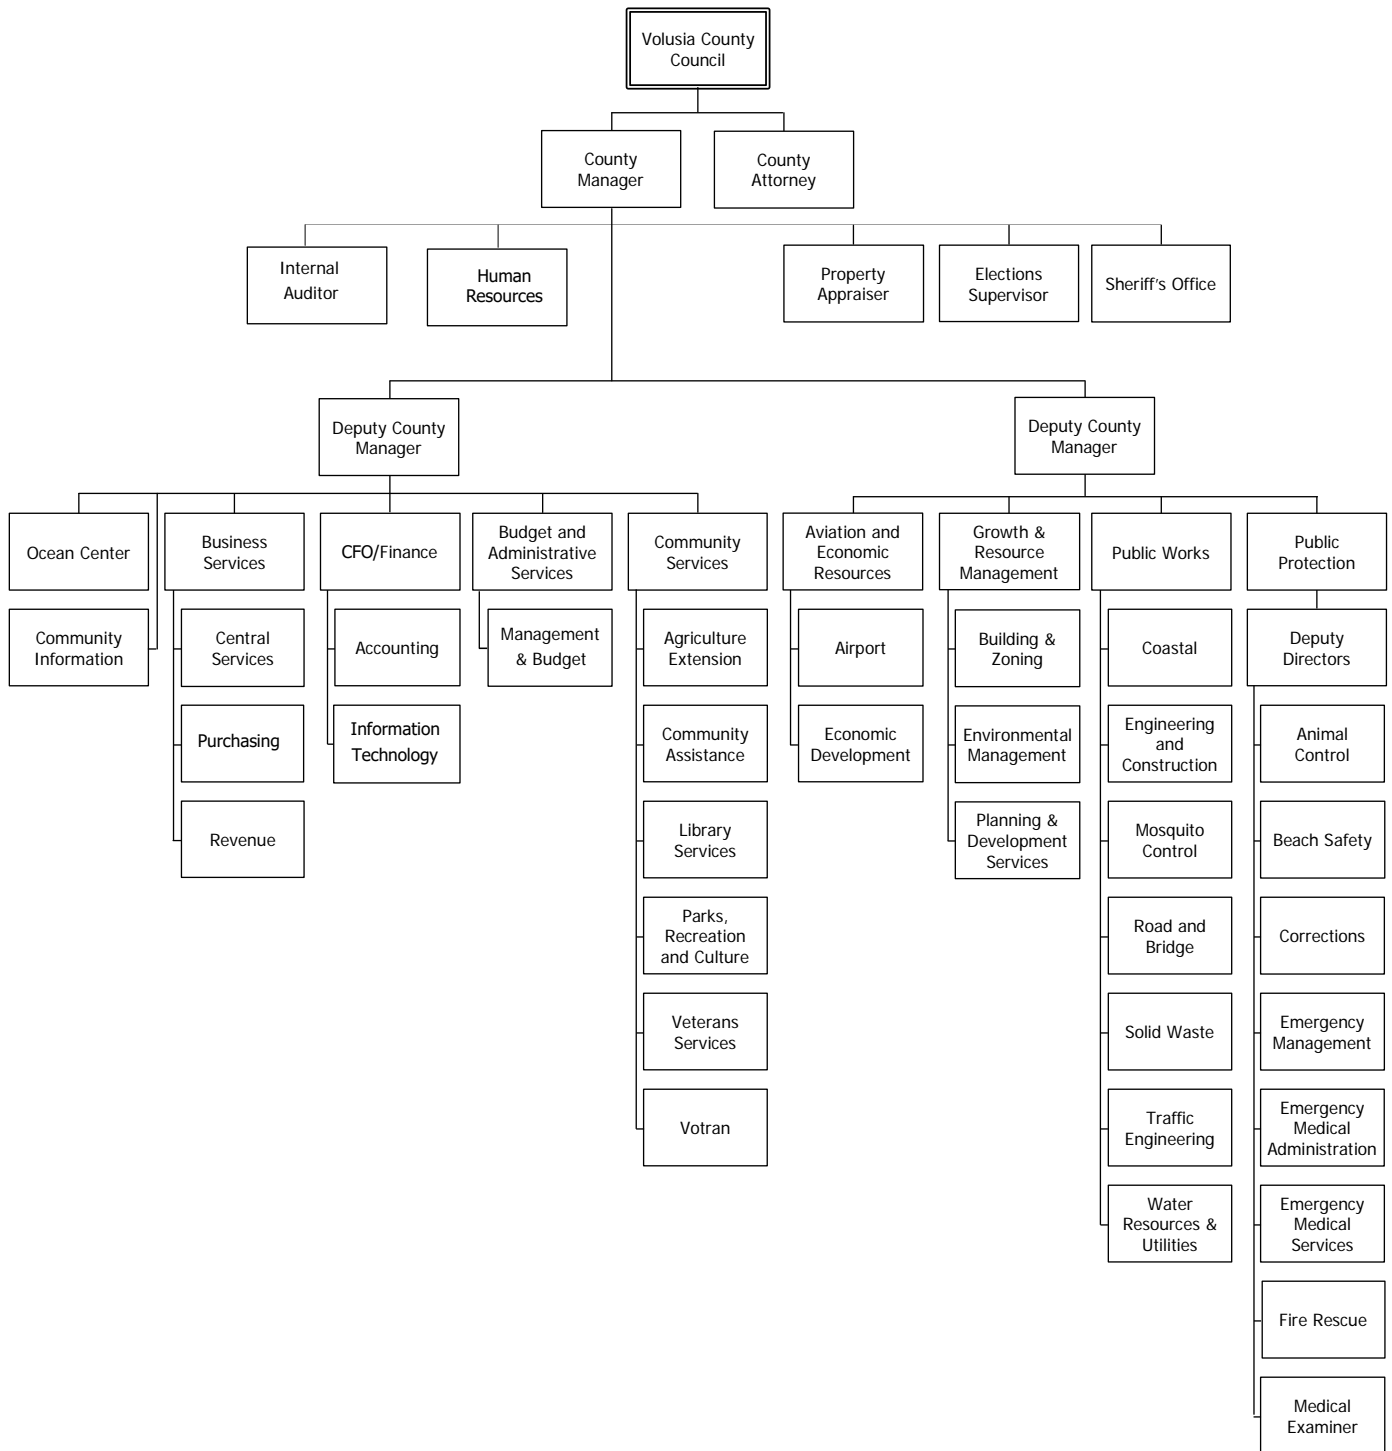 Volusia County
Council
County
Manager
County
Attorney
Internal
Auditor
Human
Resources
Property
Appraiser
Elections
Supervisor
Sheriff's Office
Deputy County
Manager
Deputy County
Manager
Ocean Center
Business
Services
CFO/Finance
Budget and
Administrative
Services
Community
Services
Aviation and
Economic
Resources
Growth &
Resource
Management
Public Works
Public
Protection
Community
Information
Central
Services
Accounting
Management
& Budget
Agriculture
Extension
Airport
Building &
Zoning
Coastal
Deputy
Directors
Purchasing
Information
Technology
Community
Assistance
Economic
Development
Environmental
Management
Engineering
and
Construction
Animal
Control
Revenue
Library
Services
Planning &
Development
Services
Mosquito
Control
Beach Safety
Parks,
Recreation
and Culture
Road and
Bridge
Corrections
Veterans
Services
Solid Waste
Emergency
Management
Votran
Traffic
Engineering
Emergency
Medical
Administration
Water
Resources &
Utilities
Emergency
Medical
Services
Fire Rescue
Medical
Examiner